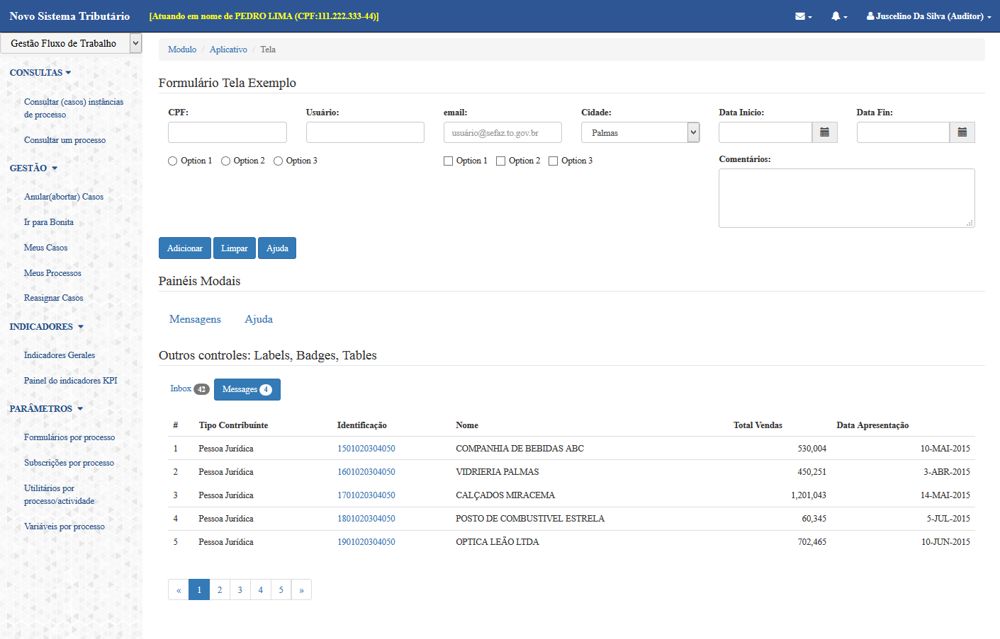 Novo Sistema Tributário
[Atuando em nome de PEDRO LIMA (CPF:111.222.333-44)]
Juscelino Da Silva (Auditor)
Gestão Fluxo de Trabalho
CONSULTAS
Consultar (casos) instâncias
de processo
Consultar um processo
GESTÃO
Anular(abortar) Casos
Ir para Bonita
Meus Casos
Meus Processos
Reasignar Casos
INDICADORES
Indicadores Gerales
Painel do indicadores KPI
PARÂMETROS
Formulários por processo
Subscrições por processo
Utilitários por
processo/actividade
Variáveis por processo
Modulo / Aplicativo / Tela
Formulário Tela Exemplo
CPF: Usuário: email: Cidade: Data Inicio: Data Fin:
usuário@sefaz.to.gov.br Palmas
Option 1 Option 2 Option 3 Option 1 Option 2 Option 3 Comentários:
Adicionar Limpar Ajuda
Painéis Modais
Mensagens Ajuda
Outros controles: Labels, Badges, Tables
Inbox 42 Messages 4
# Tipo Contribuínte Identificação Nome Total Vendas Data Apresentação
1 Pessoa Jurídica 1501020304050 COMPANHIA DE BEBIDAS ABC 530,004 10-MAI-2015
2 Pessoa Jurídica 1601020304050 VIDRIERIA PALMAS 450,251 3-ABR-2015
3 Pessoa Jurídica 1701020304050 CALÇADOS MIRACEMA 1,201,043 14-MAI-2015
4 Pessoa Jurídica 1801020304050 POSTO DE COMBUSTIVEL ESTRELA 60,345 5-JUL-2015
5 Pessoa Jurídica 1901020304050 OPTICA LEÃO LTDA 702,465 10-JUN-2015
« 1 2 3 4 5 »